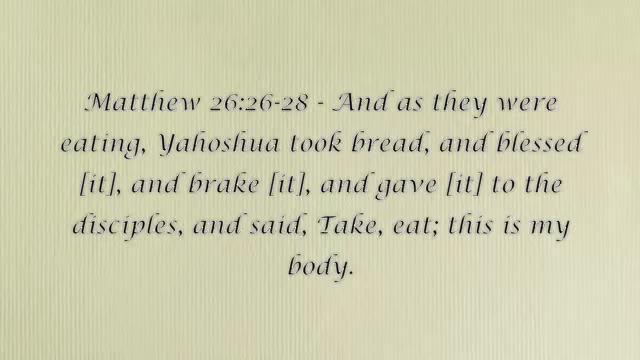 Matthew 26:26-28 - And as they were
eating, Yahoshua took bread, and blessed
[it], and brake [it], and gave [it] to the
disciples, and said, Take, eat; this is my
body.